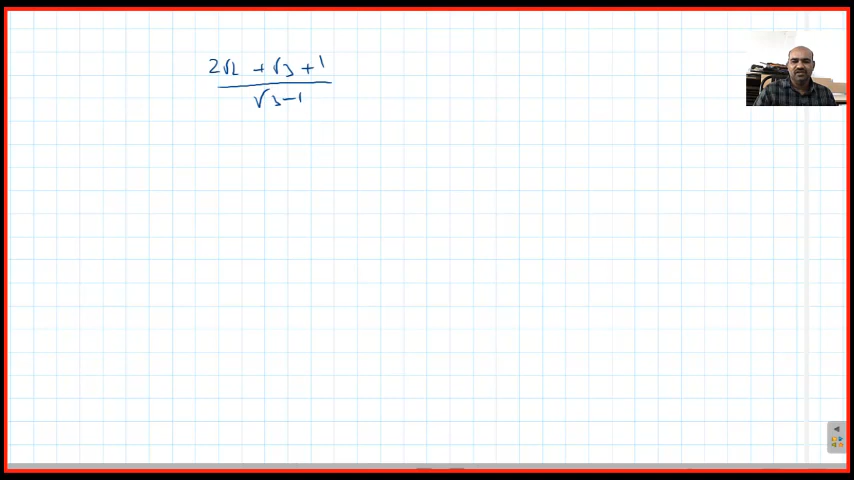 2√2 + √3 + 1
√3 - 1